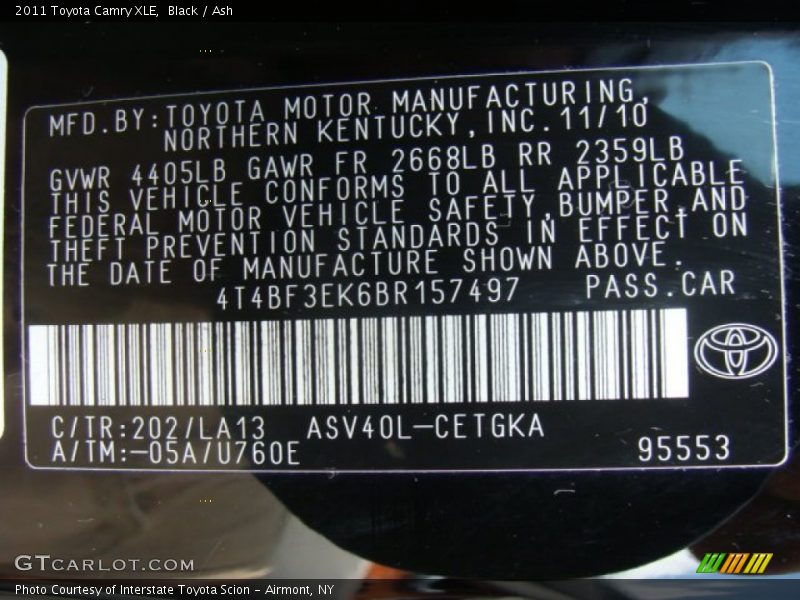 2011 Toyota Camry XLE,  Black / Ash
MFD.BY:TOYOTA MOTOR MANUFACTURING,
NORTHERN KENTUCKY,INC.11/10
GVWR 4405LB GAWR FR 2668LB RR 2359LB
THIS VEHICLE CONFORMS TO ALL APPLICABLE
FEDERAL MOTOR VEHICLE SAFETY,BUMPER,AND
THEFT PREVENTION STANDARDS IN EFFECT ON
THE DATE OF MANUFACTURE SHOWN ABOVE.
4T4BF3EK6BR157497 PASS.CAR
C/TR:202/LA13 ASV40L-CETGKA
A/TM:-05A/U760E 95553
GTCARLOT.COM
Photo Courtesy of Interstate Toyota Scion - Airmont, NY